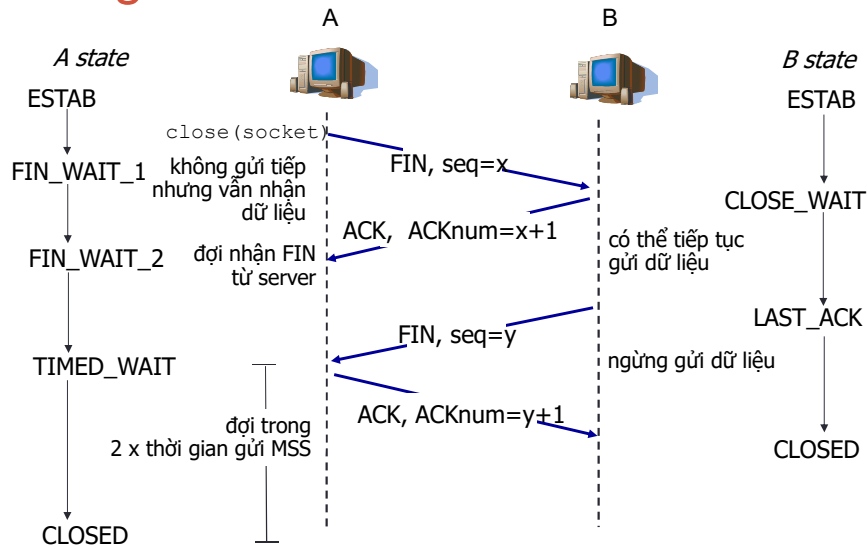 A
B
A state
B state
ESTAB
ESTAB
close(socket)
FIN, seq=x
FIN_WAIT_1
không gửi tiếp
nhưng vẫn nhận
dữ liệu
CLOSE_WAIT
ACK, ACKnum=x+1
có thể tiếp tục
gửi dữ liệu
FIN_WAIT_2
đợi nhận FIN
từ server
LAST_ACK
FIN, seq=y
TIMED_WAIT
ngừng gửi dữ liệu
ACK, ACKnum=y+1
đợi trong
2 x thời gian gửi MSS
CLOSED
CLOSED